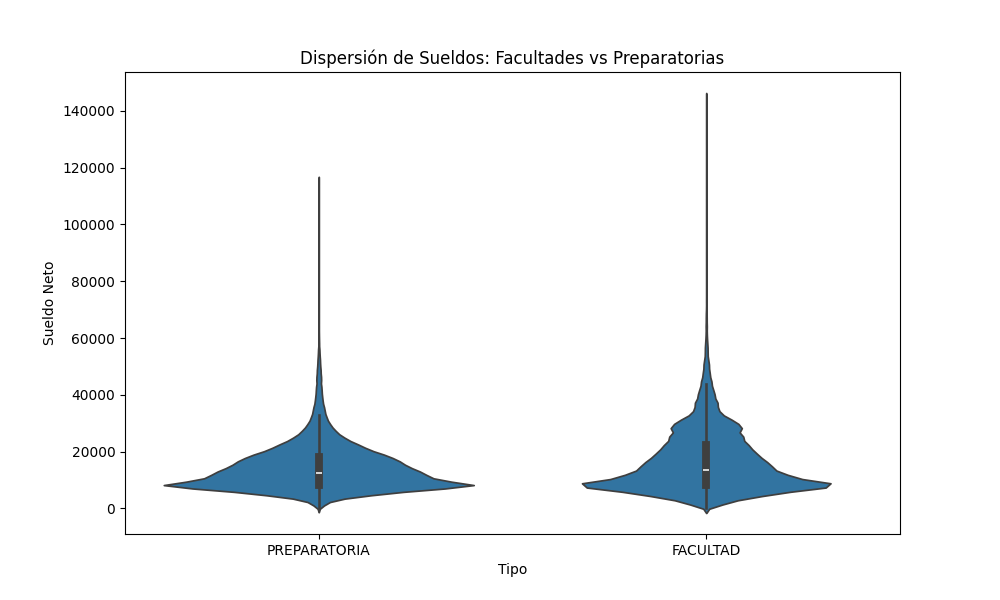 Dispersión de Sueldos: Facultades vs Preparatorias
140000
120000
100000
80000
60000
40000
20000
0
Sueldo Neto
PREPARATORIA
FACULTAD
Tipo